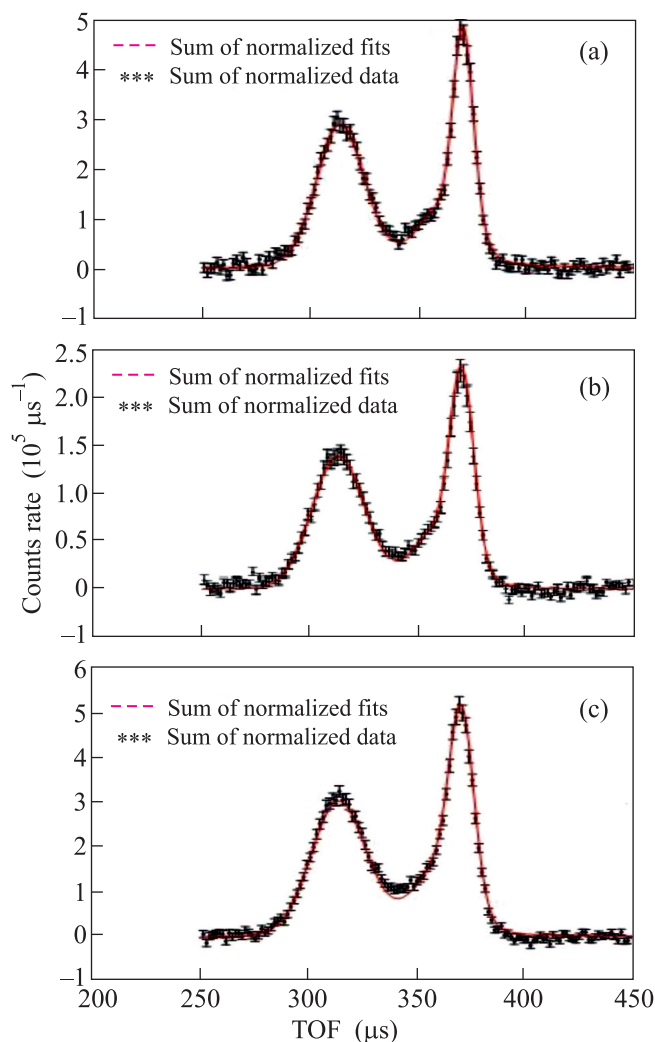 5
4
3
2
1
0
−1
Sum of normalized fits
*** Sum of normalized data
(a)
2.5
2.0
1.5
1.0
0.5
0
−1
Sum of normalized fits
*** Sum of normalized data
(b)
Counts rate (10⁵ μs⁻¹)
6
5
4
3
2
1
0
−1
Sum of normalized fits
*** Sum of normalized data
(c)
200 250 300 350 400 450
TOF (μs)